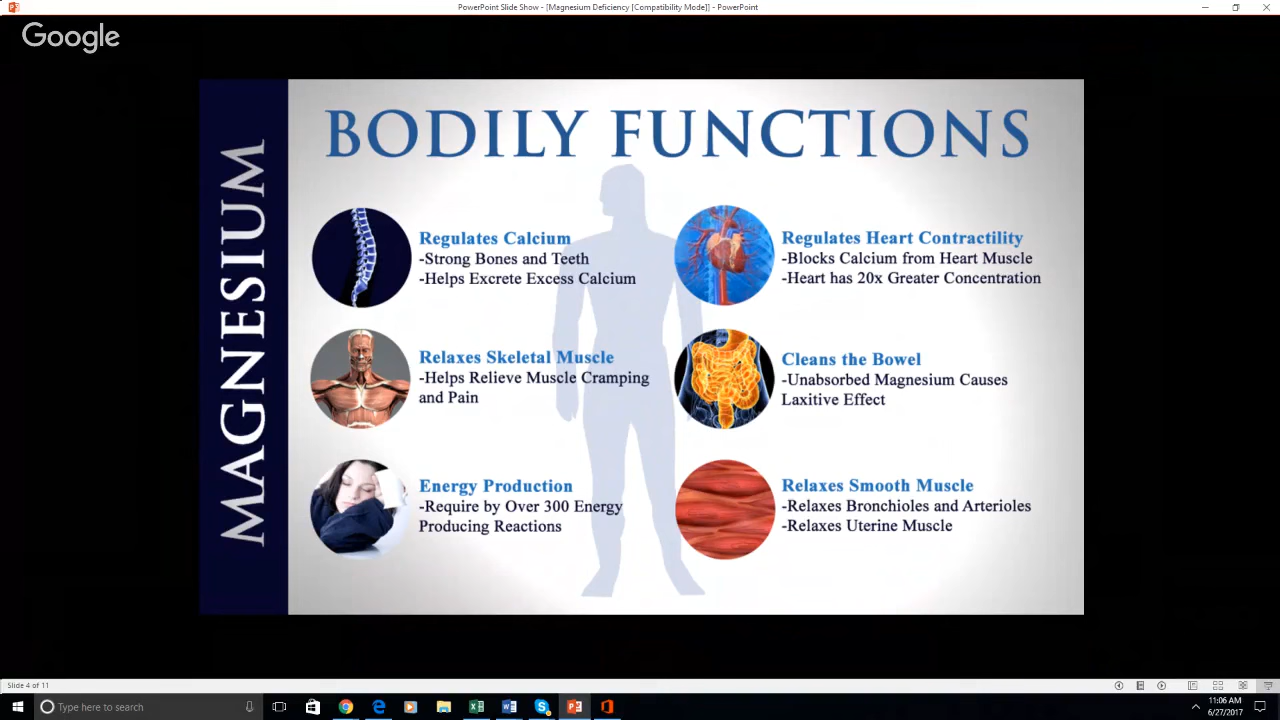 PowerPoint Slide Show - [Magnesium Deficiency [Compatibility Mode]] - PowerPoint
Google
MAGNESIUM
BODILY FUNCTIONS
Regulates Calcium
-Strong Bones and Teeth
-Helps Excrete Excess Calcium
Regulates Heart Contractility
-Blocks Calcium from Heart Muscle
-Heart has 20x Greater Concentration
Relaxes Skeletal Muscle
-Helps Relieve Muscle Cramping
and Pain
Cleans the Bowel
-Unabsorbed Magnesium Causes
Laxitive Effect
Energy Production
-Require by Over 300 Energy
Producing Reactions
Relaxes Smooth Muscle
-Relaxes Bronchioles and Arterioles
-Relaxes Uterine Muscle
Slide 4 of 11
Type here to search
11:06 AM
6/27/2017